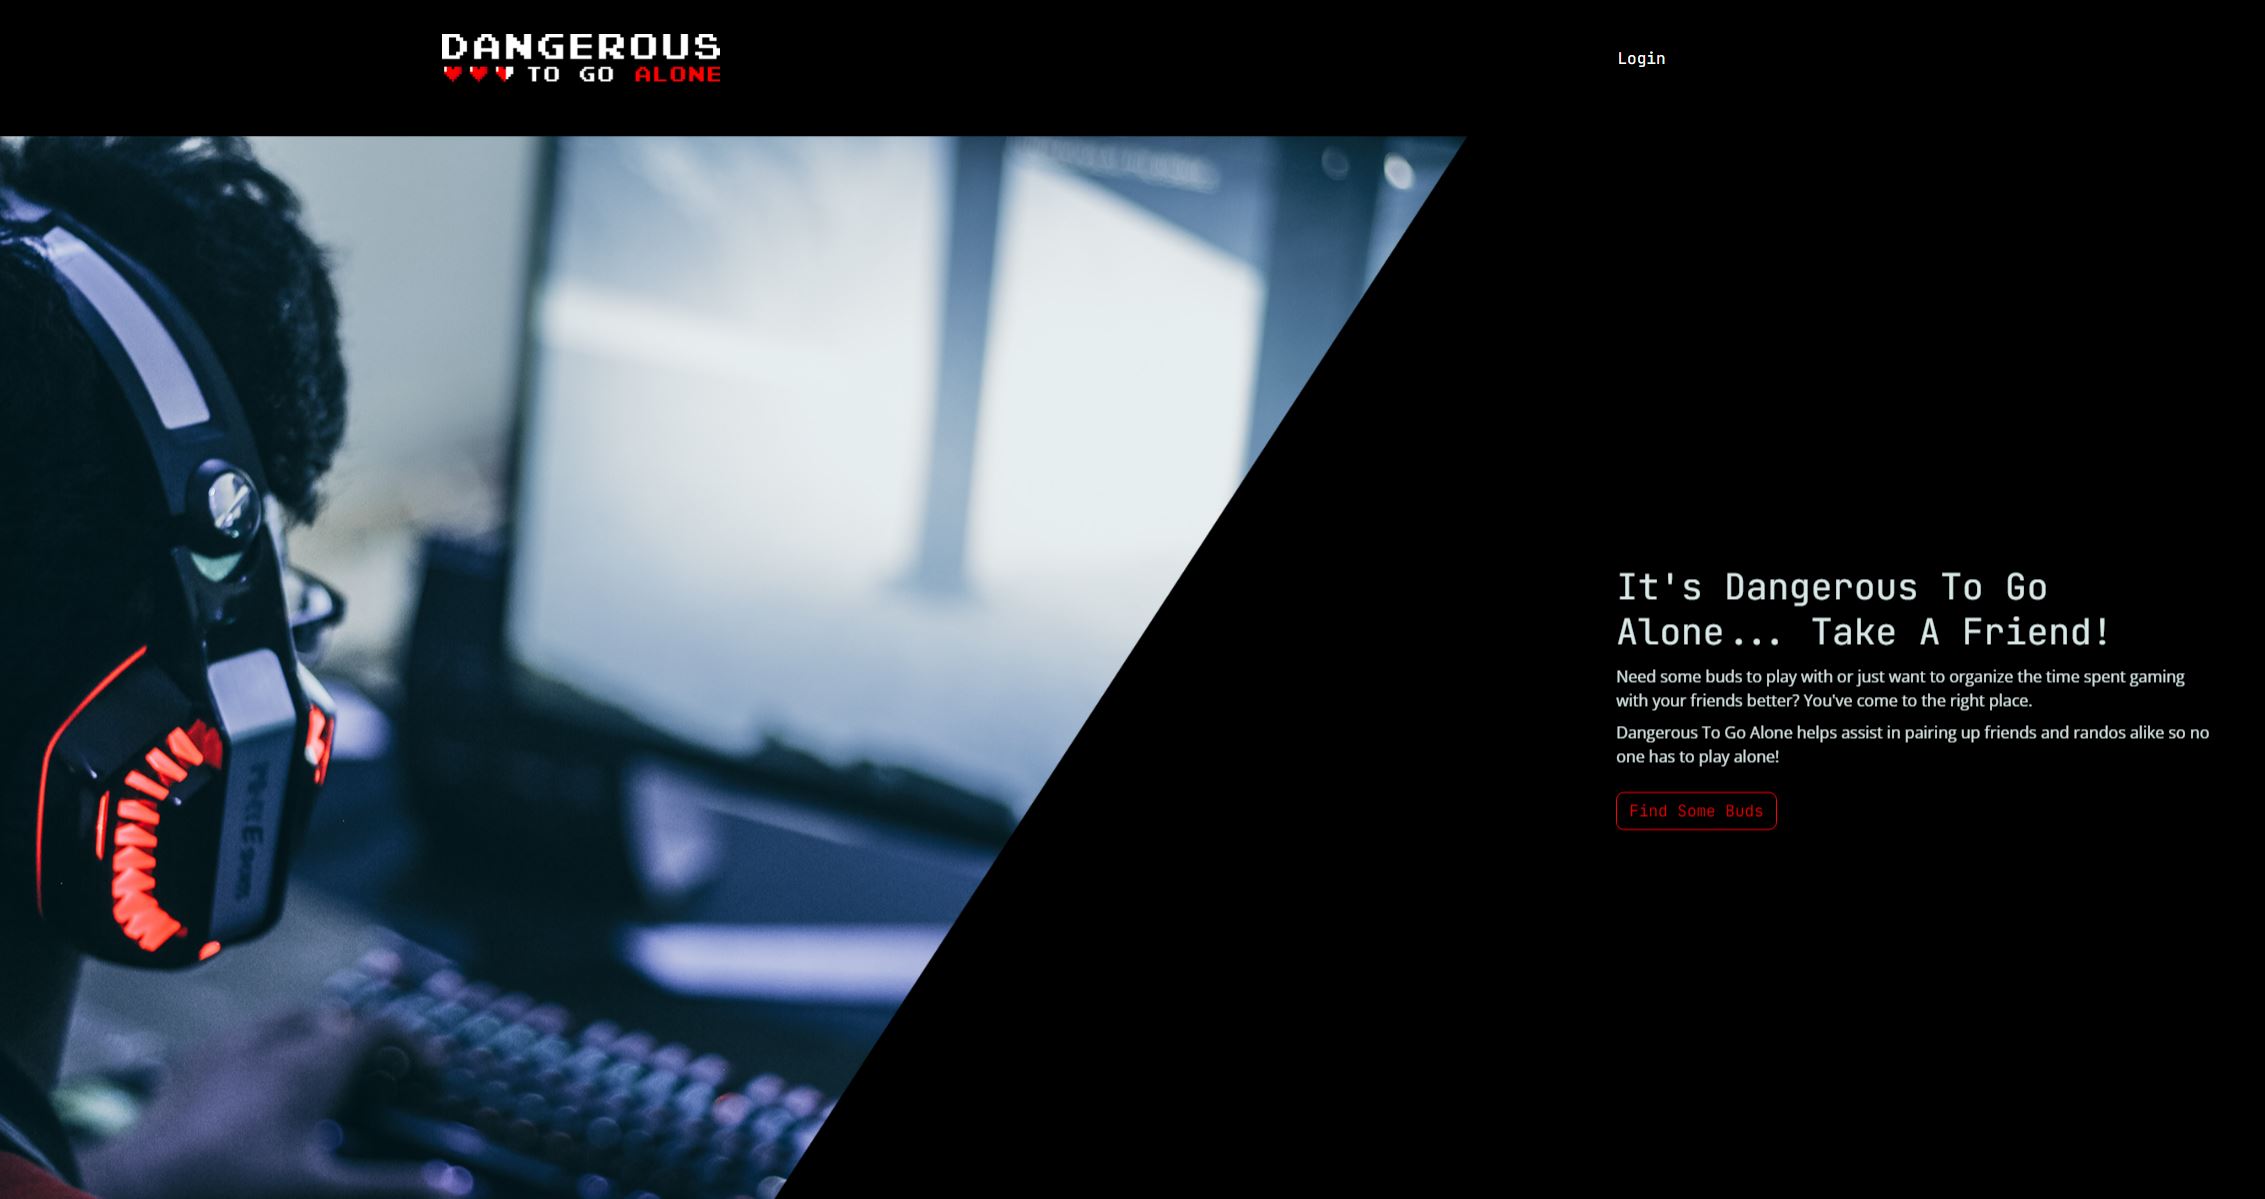 DANGEROUS
TO GO ALONE
Login
It's Dangerous To Go
Alone... Take A Friend!
Need some buds to play with or just want to organize the time spent gaming
with your friends better? You've come to the right place.
Dangerous To Go Alone helps assist in pairing up friends and randos alike so no
one has to play alone!
Find Some Buds